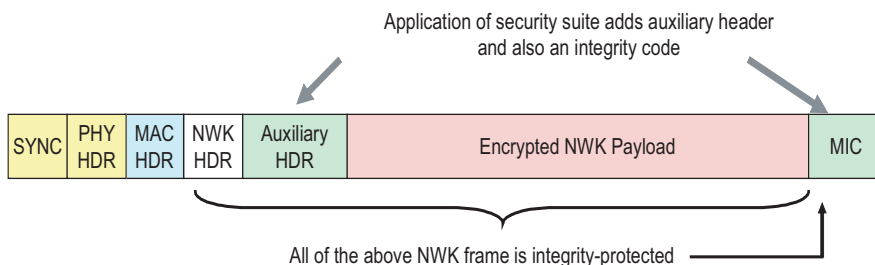 Application of security suite adds auxiliary header
and also an integrity code
SYNC
PHY
HDR
MAC
HDR
NWK
HDR
Auxiliary
HDR
Encrypted NWK Payload
MIC
All of the above NWK frame is integrity-protected